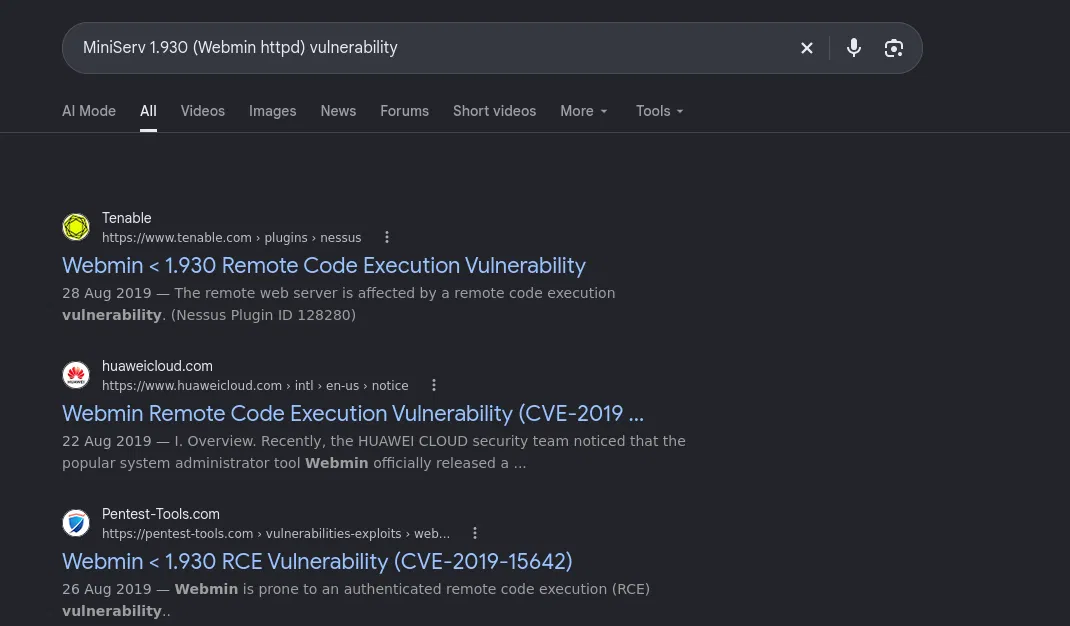 MiniServ 1.930 (Webmin httpd) vulnerability
AI Mode All Videos Images News Forums Short videos More Tools
Tenable
https://www.tenable.com › plugins › nessus
Webmin < 1.930 Remote Code Execution Vulnerability
28 Aug 2019 — The remote web server is affected by a remote code execution
vulnerability. (Nessus Plugin ID 128280)
HUAWEI
huaweicloud.com
https://www.huaweicloud.com › intl › en-us › notice
Webmin Remote Code Execution Vulnerability (CVE-2019 ...
22 Aug 2019 — I. Overview. Recently, the HUAWEI CLOUD security team noticed that the
popular system administrator tool Webmin officially released a ...
Pentest-Tools.com
https://pentest-tools.com › vulnerabilities-exploits › web...
Webmin < 1.930 RCE Vulnerability (CVE-2019-15642)
26 Aug 2019 — Webmin is prone to an authenticated remote code execution (RCE)
vulnerability..